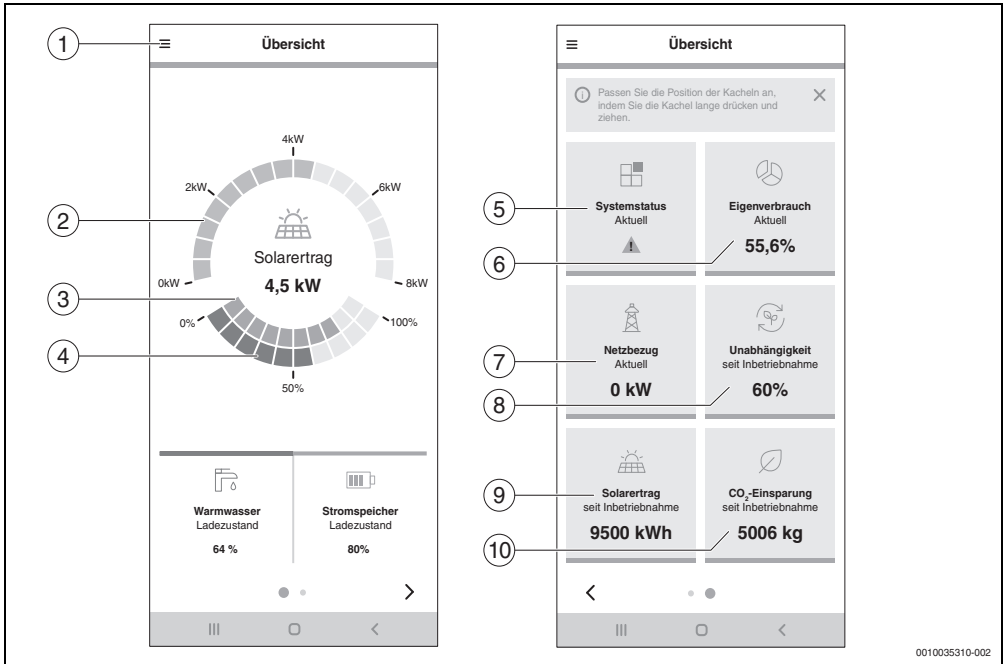 1
2
3
4
Übersicht
4kW
2kW
6kW
0kW
8kW
Solarertrag
4,5 kW
0%
100%
50%
Warmwasser
Ladezustand
64 %
Stromspeicher
Ladezustand
80%
5
6
7
8
9
10
Übersicht
Passen Sie die Position der Kacheln an,
indem Sie die Kachel lange drücken und
ziehen.
Systemstatus
Aktuell
Eigenverbrauch
Aktuell
55,6%
Netzbezug
Aktuell
0 kW
Unabhängigkeit
seit Inbetriebnahme
60%
Solarertrag
seit Inbetriebnahme
9500 kWh
CO₂-Einsparung
seit Inbetriebnahme
5006 kg
0010035310-002